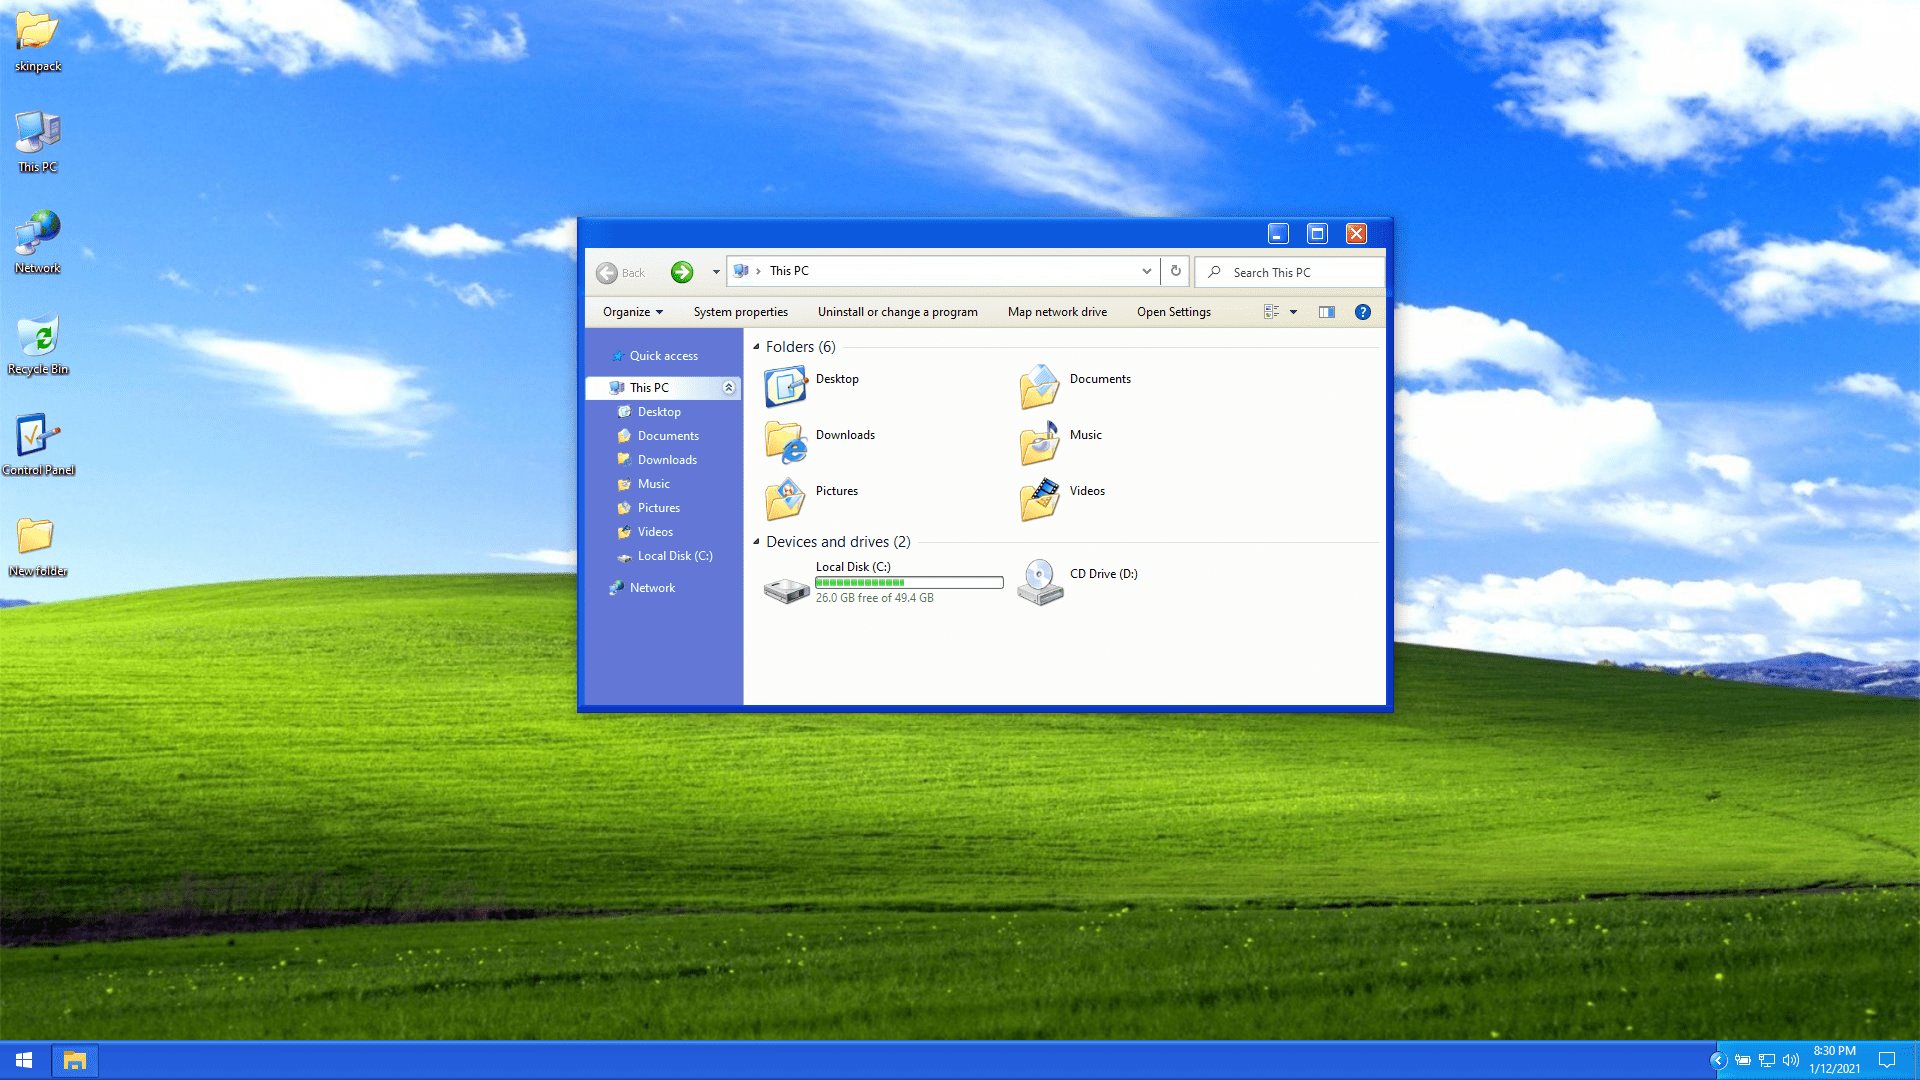 skinpack
This PC
Network
Recycle Bin
Control Panel
New folder
Back
This PC
Search This PC
Organize
System properties
Uninstall or change a program
Map network drive
Open Settings
Quick access
This PC
Desktop
Documents
Downloads
Music
Pictures
Videos
Local Disk (C:)
Network
Folders (6)
Desktop
Documents
Downloads
Music
Pictures
Videos
Devices and drives (2)
Local Disk (C:)
26.0 GB free of 49.4 GB
CD Drive (D:)
8:30 PM
1/12/2021